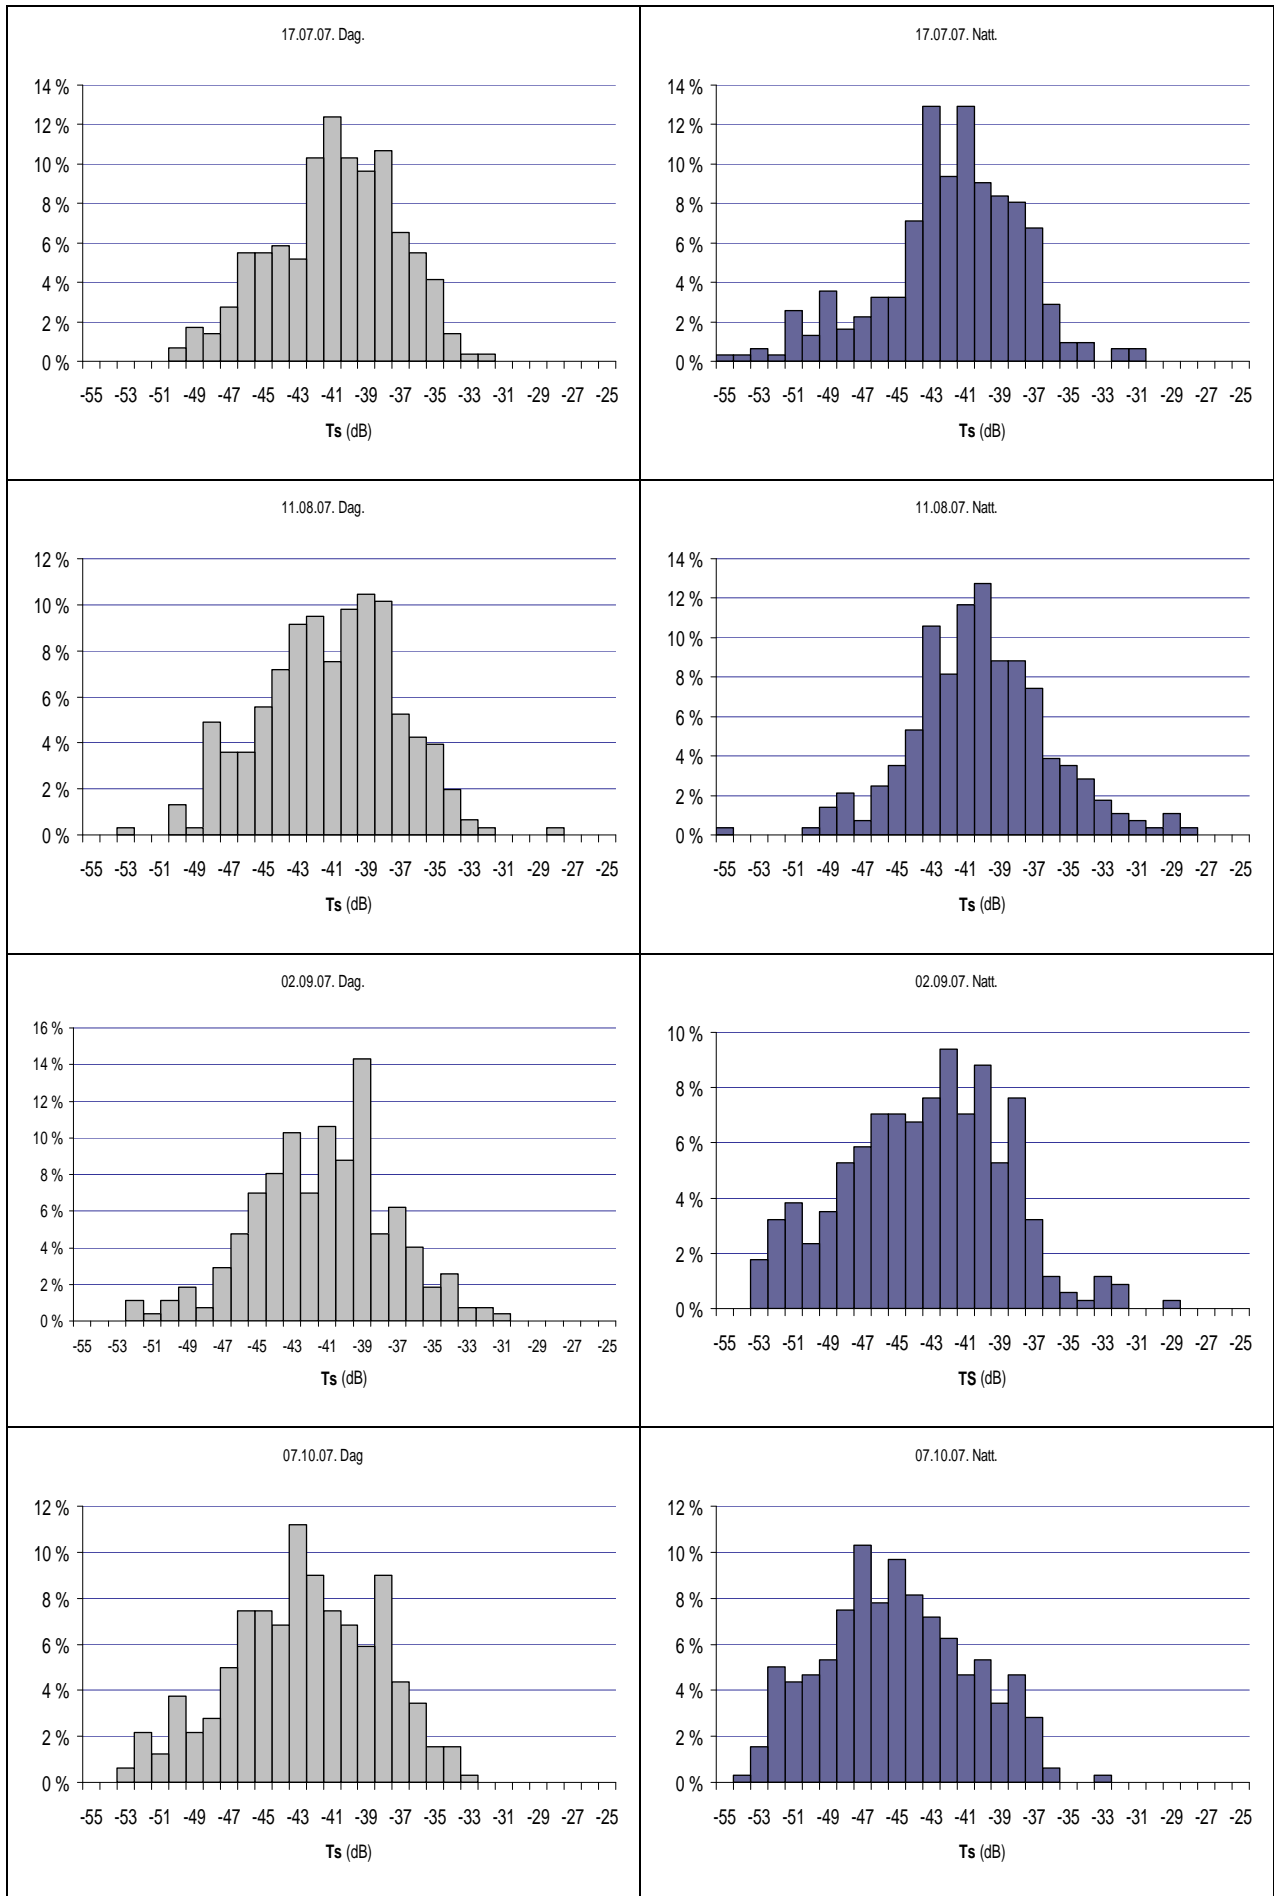 17.07.07. Dag.
14 %
12 %
10 %
8 %
6 %
4 %
2 %
0 %
-55 -53 -51 -49 -47 -45 -43 -41 -39 -37 -35 -33 -31 -29 -27 -25
Ts (dB)
17.07.07. Natt.
14 %
12 %
10 %
8 %
6 %
4 %
2 %
0 %
-55 -53 -51 -49 -47 -45 -43 -41 -39 -37 -35 -33 -31 -29 -27 -25
Ts (dB)
11.08.07. Dag.
12 %
10 %
8 %
6 %
4 %
2 %
0 %
-55 -53 -51 -49 -47 -45 -43 -41 -39 -37 -35 -33 -31 -29 -27 -25
Ts (dB)
11.08.07. Natt.
14 %
12 %
10 %
8 %
6 %
4 %
2 %
0 %
-55 -53 -51 -49 -47 -45 -43 -41 -39 -37 -35 -33 -31 -29 -27 -25
Ts (dB)
02.09.07. Dag.
16 %
14 %
12 %
10 %
8 %
6 %
4 %
2 %
0 %
-55 -53 -51 -49 -47 -45 -43 -41 -39 -37 -35 -33 -31 -29 -27 -25
Ts (dB)
02.09.07. Natt.
10 %
8 %
6 %
4 %
2 %
0 %
-55 -53 -51 -49 -47 -45 -43 -41 -39 -37 -35 -33 -31 -29 -27 -25
TS (dB)
07.10.07. Dag
12 %
10 %
8 %
6 %
4 %
2 %
0 %
-55 -53 -51 -49 -47 -45 -43 -41 -39 -37 -35 -33 -31 -29 -27 -25
Ts (dB)
07.10.07. Natt.
12 %
10 %
8 %
6 %
4 %
2 %
0 %
-55 -53 -51 -49 -47 -45 -43 -41 -39 -37 -35 -33 -31 -29 -27 -25
Ts (dB)